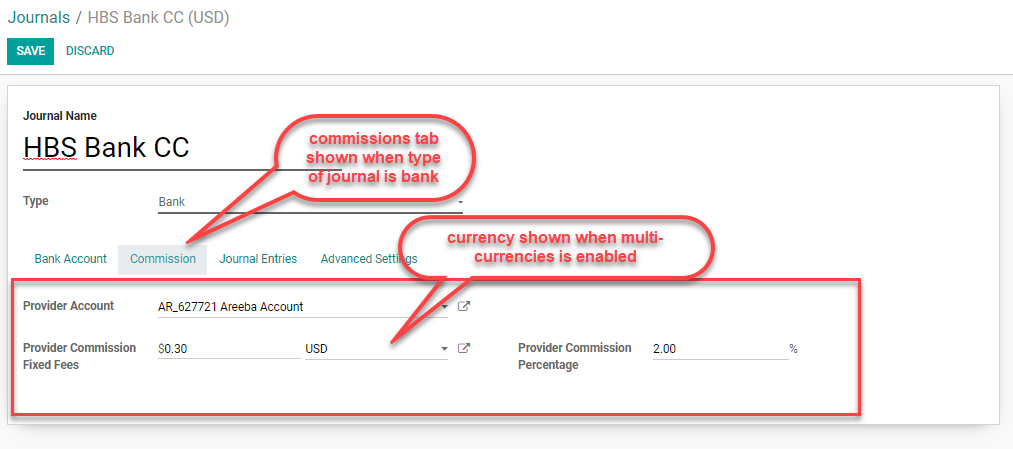 Journals / HBS Bank CC (USD)
SAVE DISCARD
Journal Name
HBS Bank CC
commissions tab
shown when type
of journal is bank
Type Bank
currency shown when multi-
currencies is enabled
Bank Account Commission Journal Entries Advanced Settings
Provider Account AR_627721 Areeba Account
Provider Commission
Fixed Fees
$0.30 USD
Provider Commission
Percentage
2.00 %